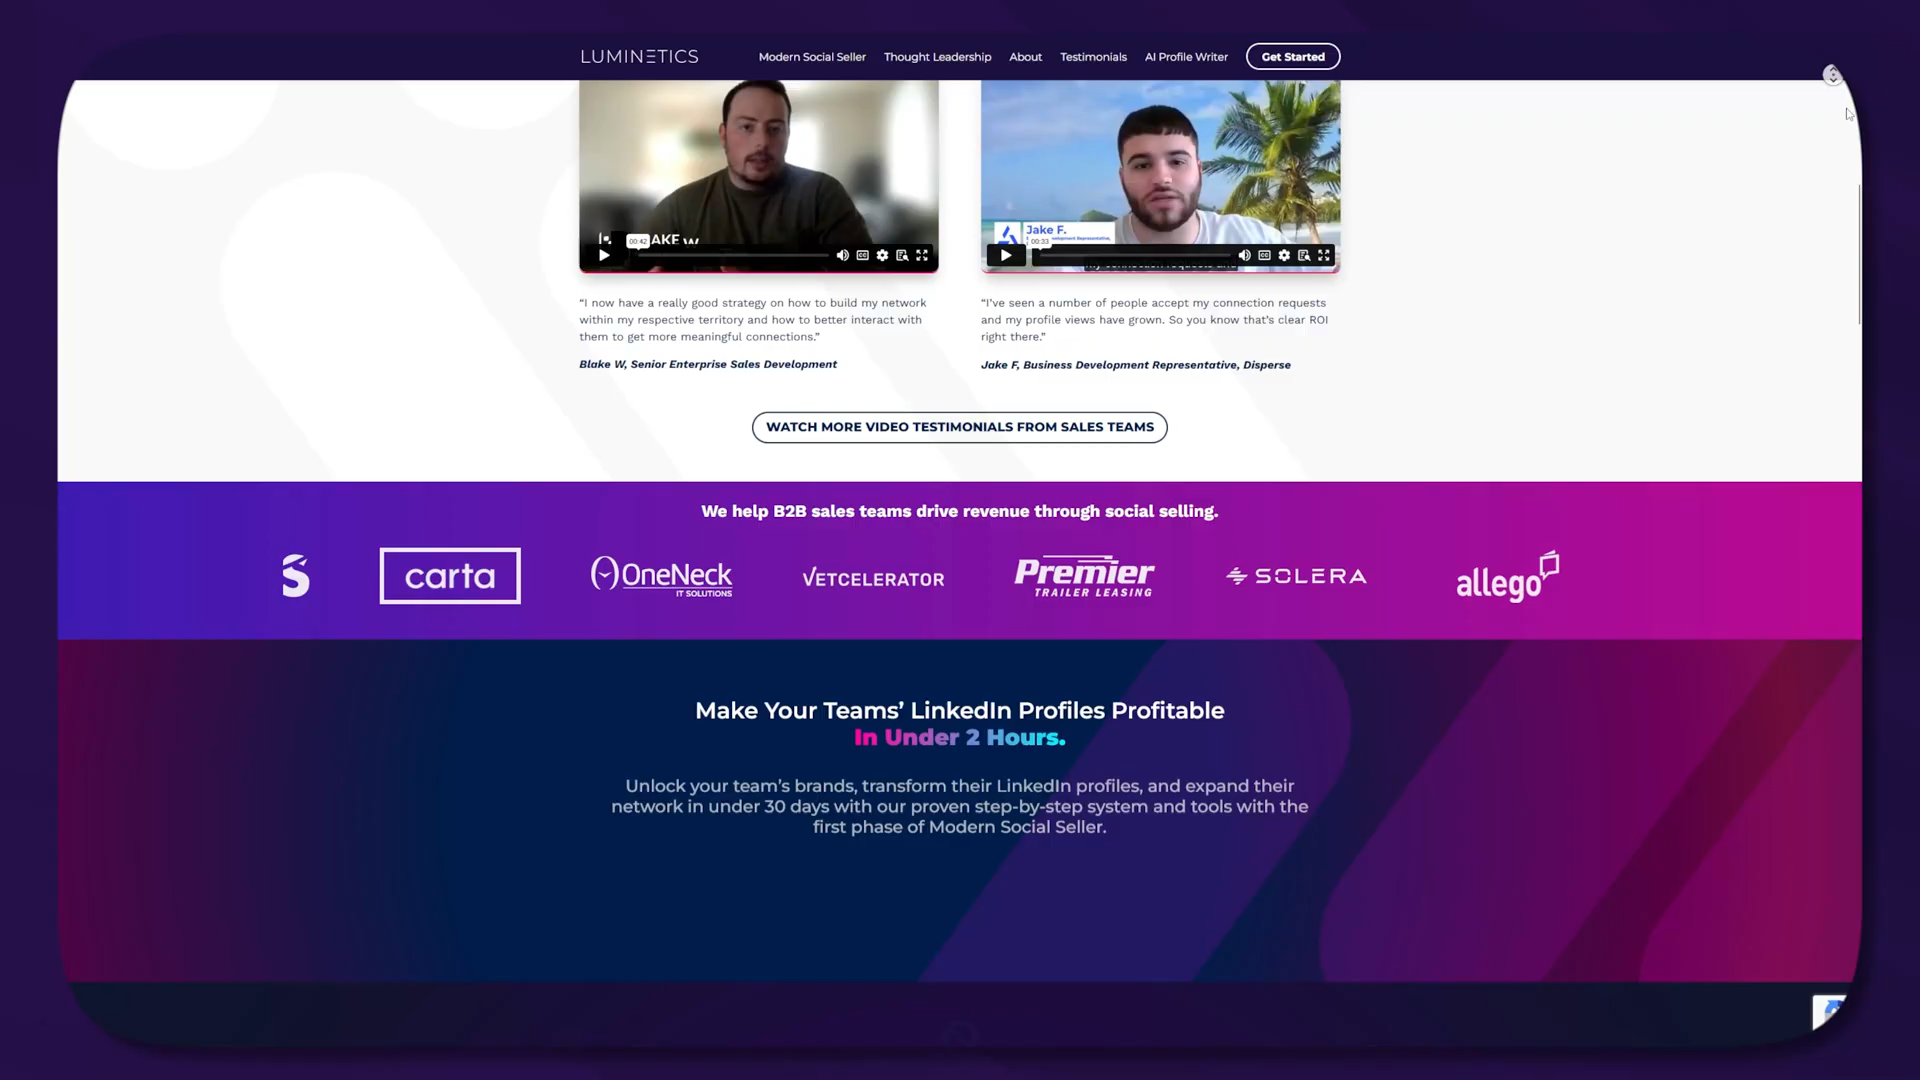 LUMINETICS
Modern Social Seller
Thought Leadership
About
Testimonials
AI Profile Writer
Get Started
00:42
AKE W
Jake F.
00:33
“I now have a really good strategy on how to build my network
within my respective territory and how to better interact with
them to get more meaningful connections.”
Blake W, Senior Enterprise Sales Development
“I’ve seen a number of people accept my connection requests
and my profile views have grown. So you know that’s clear ROI
right there.”
Jake F, Business Development Representative, Disperse
WATCH MORE VIDEO TESTIMONIALS FROM SALES TEAMS
We help B2B sales teams drive revenue through social selling.
S
carta
OneNeck
IT SOLUTIONS
VETCELERATOR
Premier
TRAILER LEASING
SOLERA
allego
Make Your Teams’ LinkedIn Profiles Profitable
In Under 2 Hours.
Unlock your team’s brands, transform their LinkedIn profiles, and expand their
network in under 30 days with our proven step-by-step system and tools with the
first phase of Modern Social Seller.